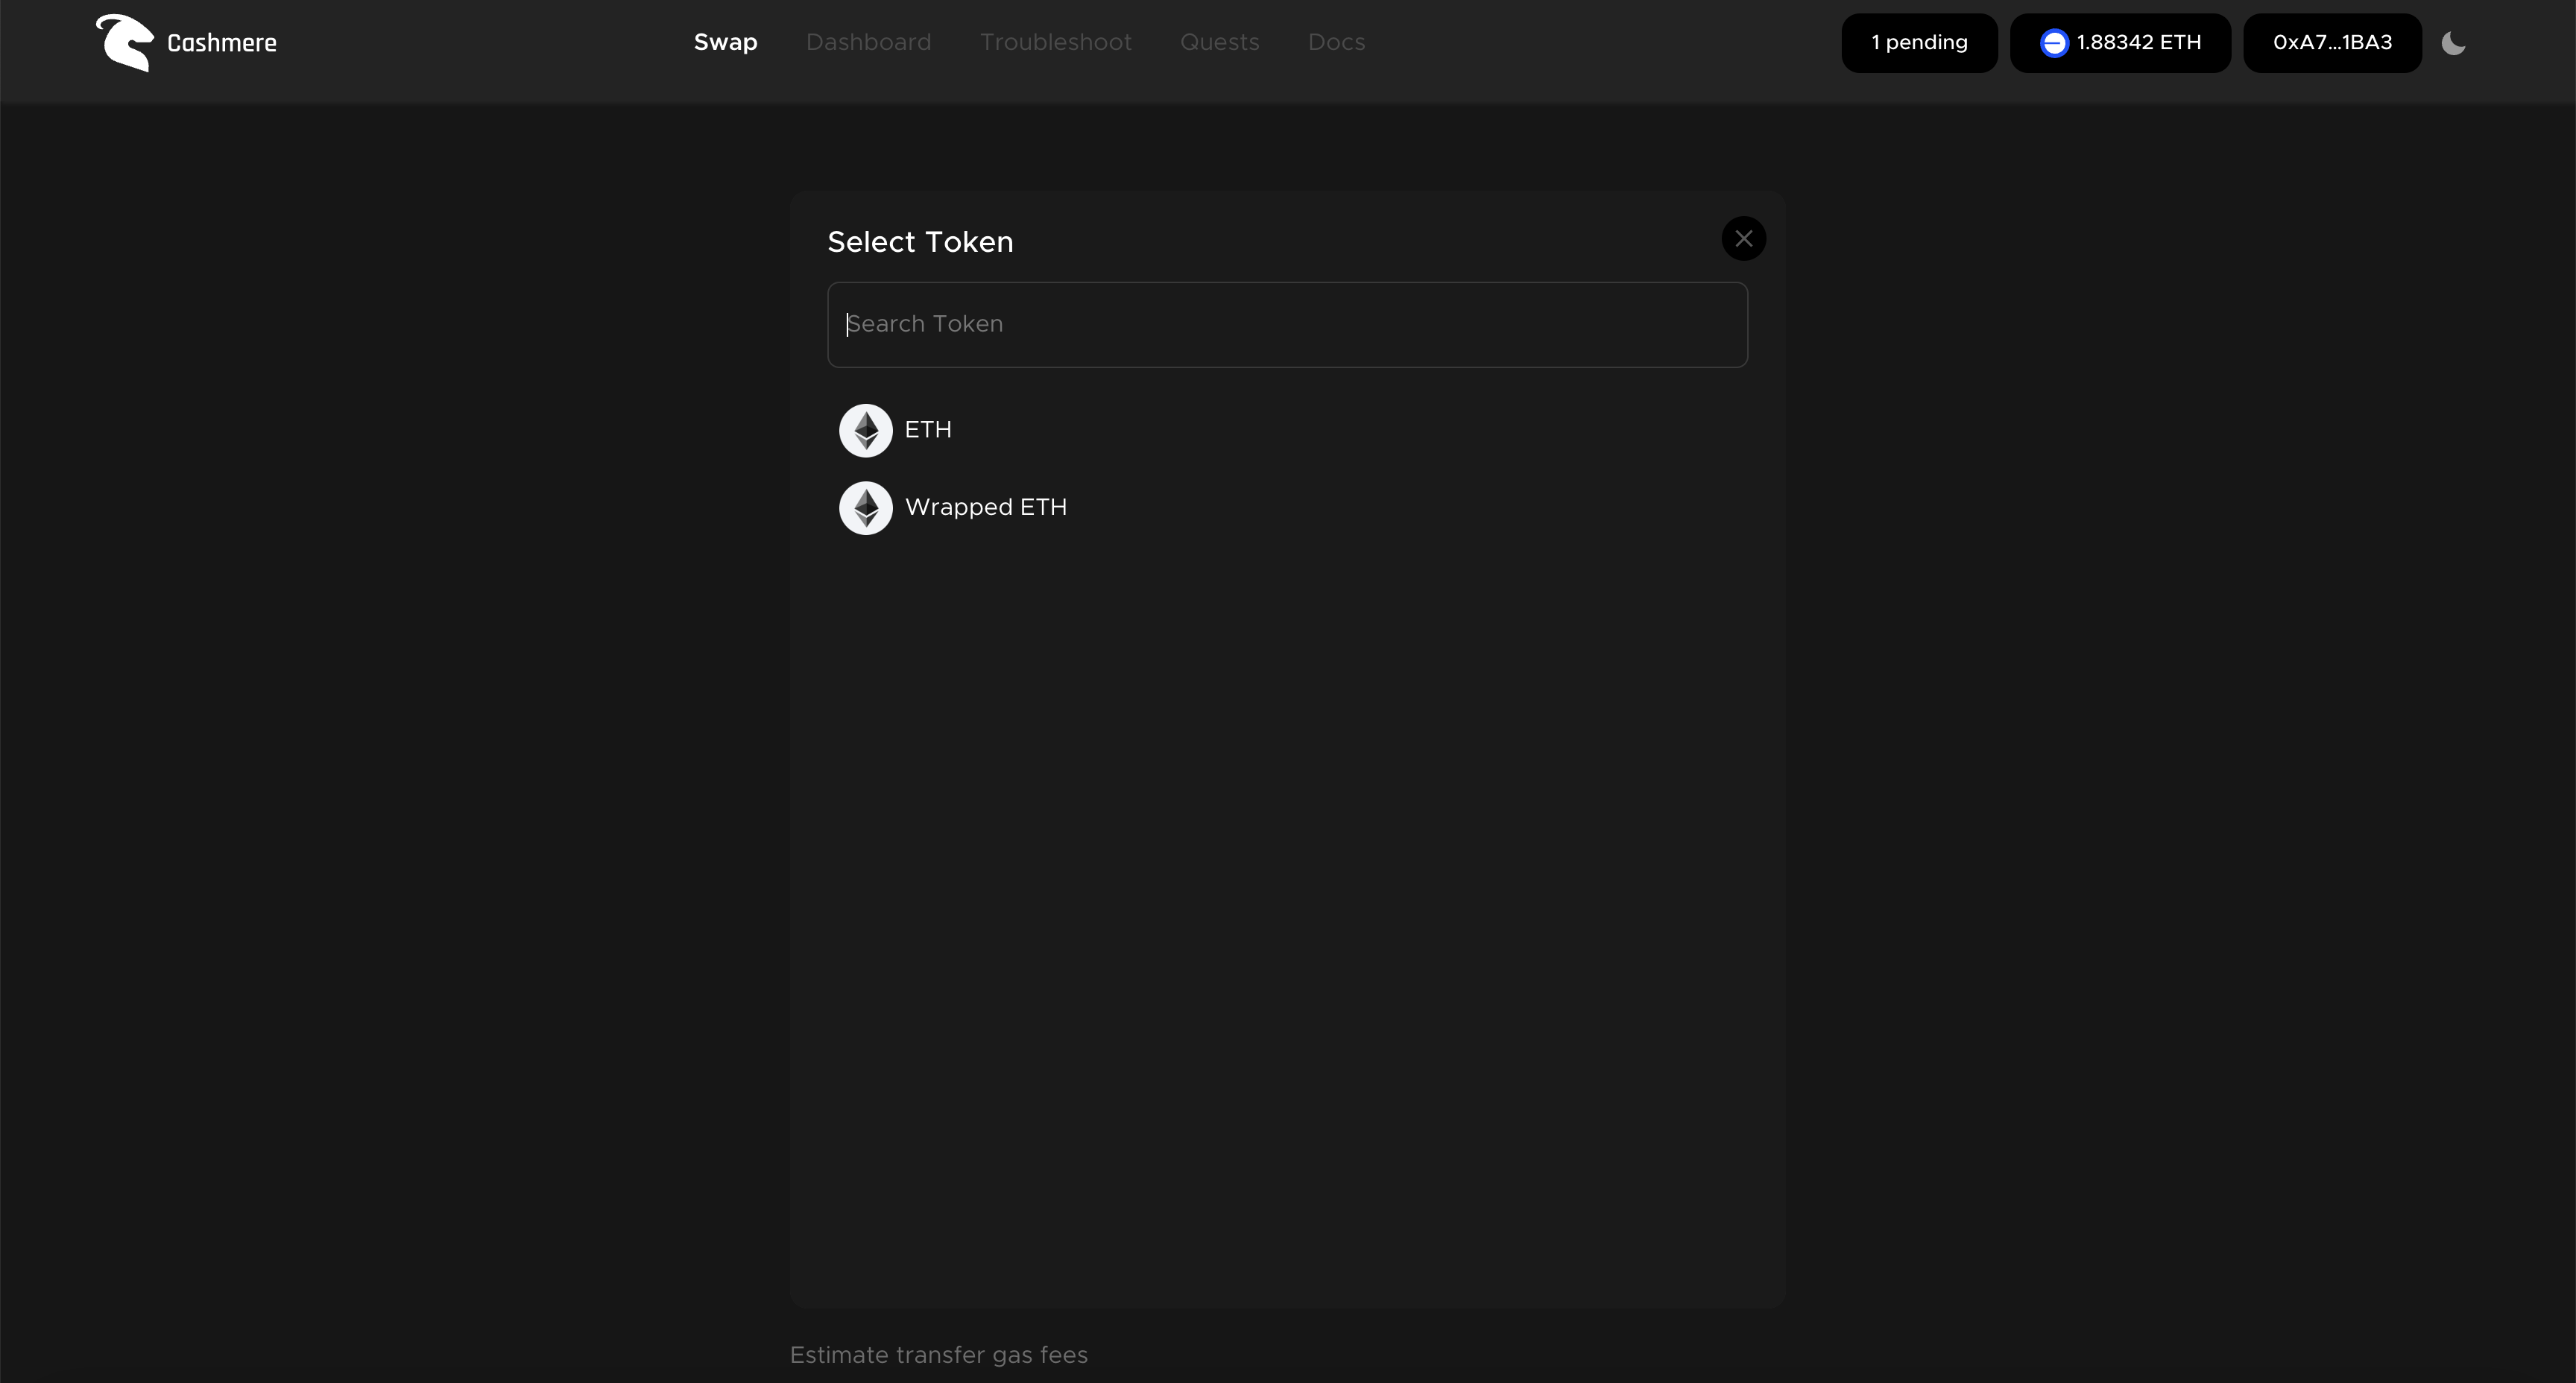 Cashmere
Swap Dashboard Troubleshoot Quests Docs
1 pending 1.88342 ETH 0xA7...1BA3
Select Token
Search Token
ETH
Wrapped ETH
Estimate transfer gas fees